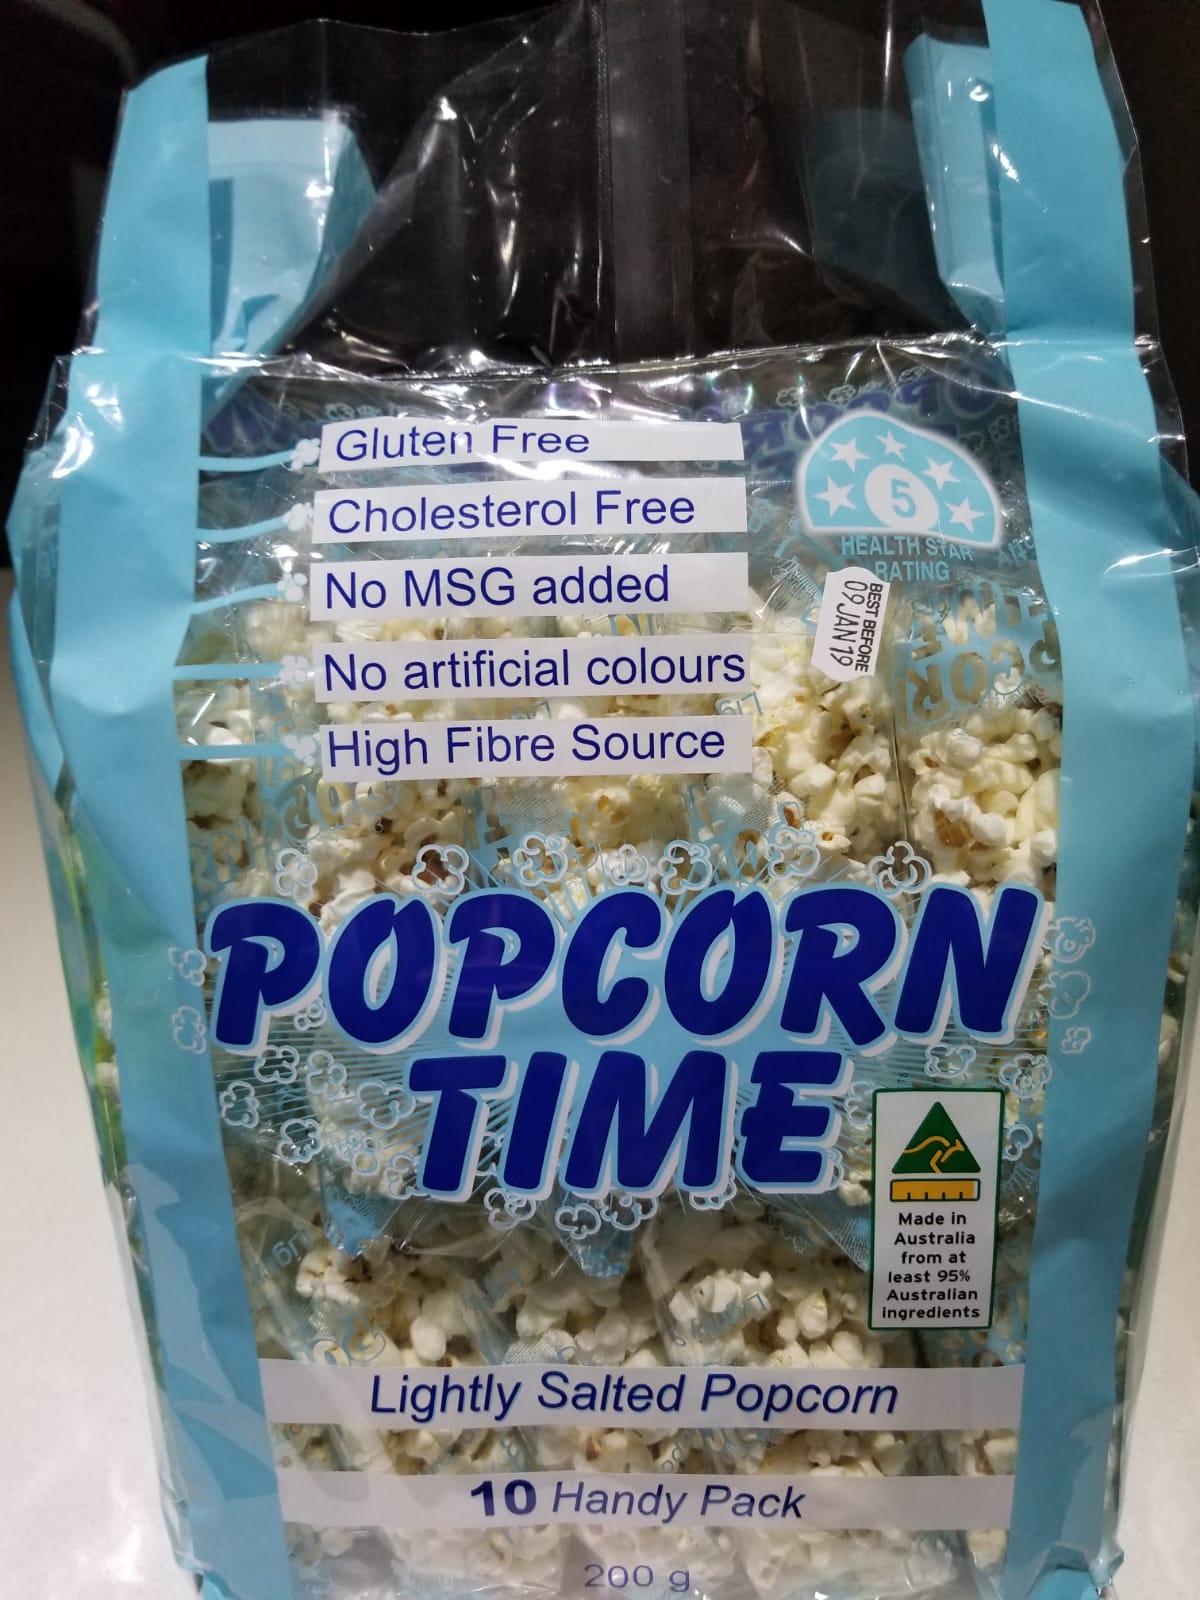 Gluten Free
Cholesterol Free
No MSG added
No artificial colours
High Fibre Source
5
HEALTH STAR
RATING
BEST BEFORE
09 JAN 19
POPCORN
TIME
Made in
Australia
from at
least 95%
Australian
ingredients
Lightly Salted Popcorn
10 Handy Pack
200 g